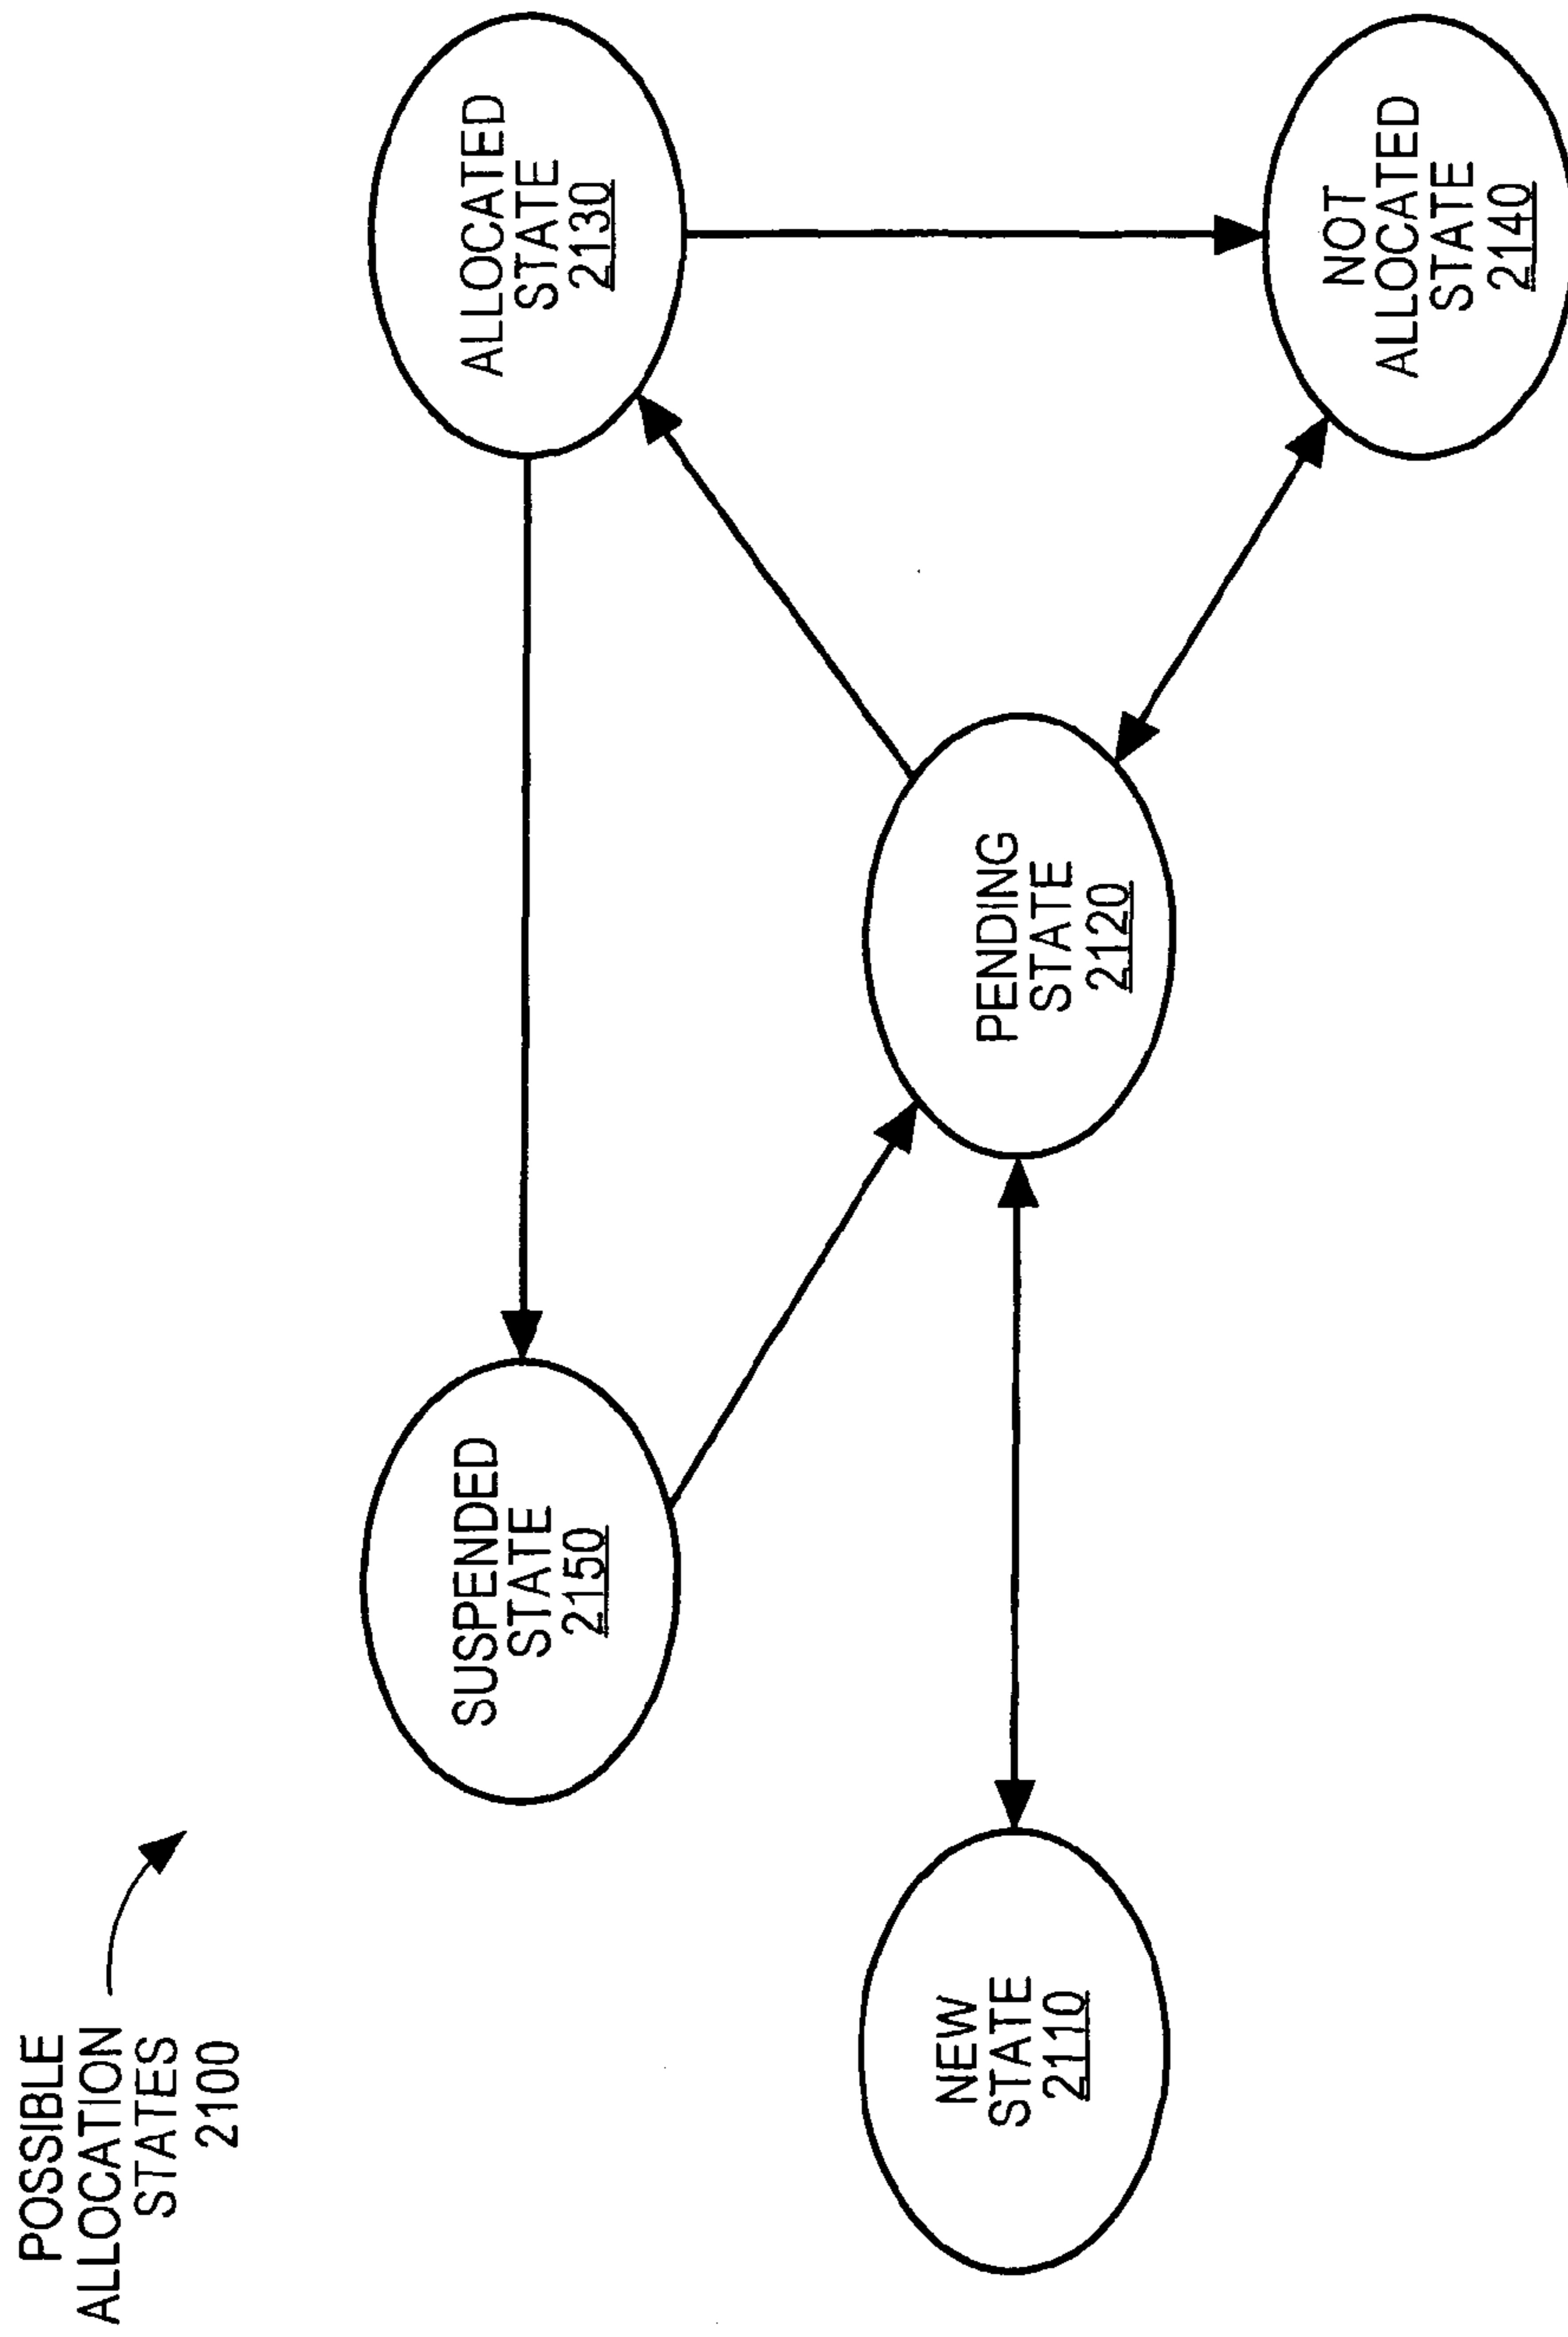 POSSIBLE
ALLOCATION
STATES
2100
SUSPENDED
STATE
2150
ALLOCATED
STATE
2130
NEW
STATE
2110
PENDING
STATE
2120
NOT
ALLOCATED
STATE
2140